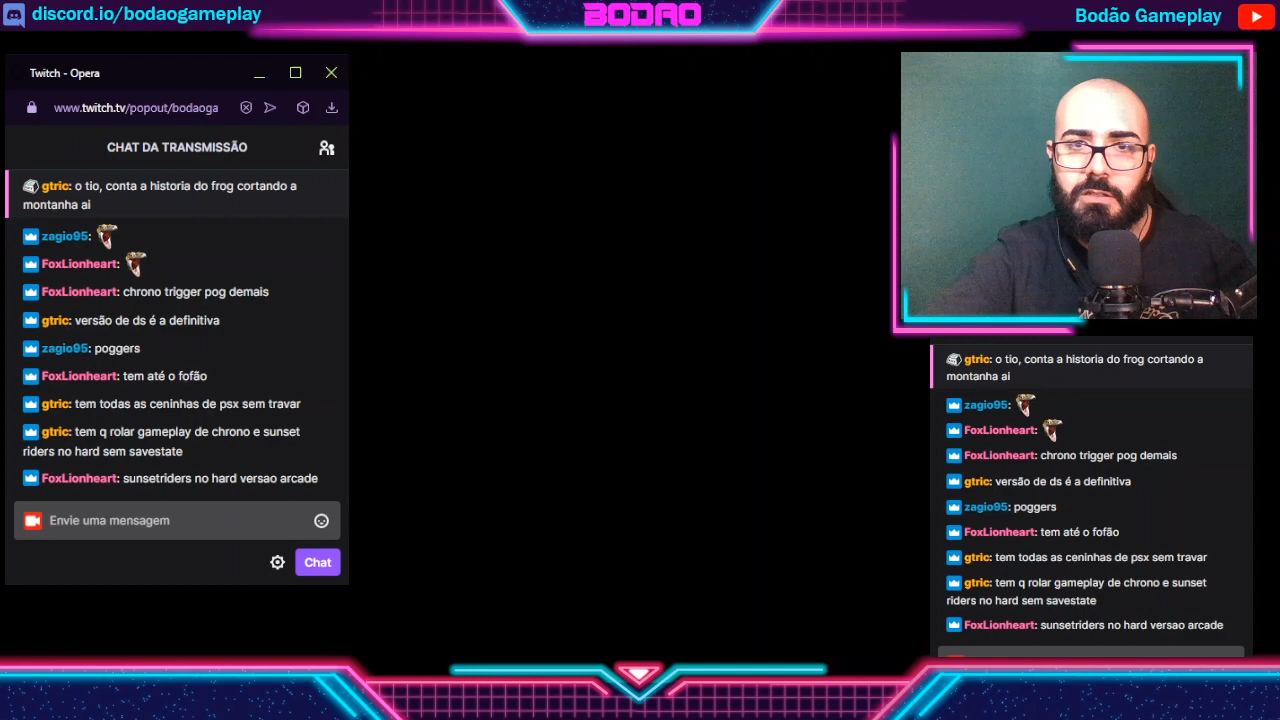 discord.io/bodaogameplay
BODAO
Bodão Gameplay
Twitch - Opera
www.twitch.tv/popout/bodaoga
CHAT DA TRANSMISSÃO
gtric: o tio, conta a historia do frog cortando a
montanha ai
zagio95:
FoxLionheart:
FoxLionheart: chrono trigger pog demais
gtric: versão de ds é a definitiva
zagio95: poggers
FoxLionheart: tem até o fofão
gtric: tem todas as ceninhas de psx sem travar
gtric: tem q rolar gameplay de chrono e sunset
riders no hard sem savestate
FoxLionheart: sunsetriders no hard versao arcade
Envie uma mensagem
Chat
gtric: o tio, conta a historia do frog cortando a
montanha ai
zagio95:
FoxLionheart:
FoxLionheart: chrono trigger pog demais
gtric: versão de ds é a definitiva
zagio95: poggers
FoxLionheart: tem até o fofão
gtric: tem todas as ceninhas de psx sem travar
gtric: tem q rolar gameplay de chrono e sunset
riders no hard sem savestate
FoxLionheart: sunsetriders no hard versao arcade